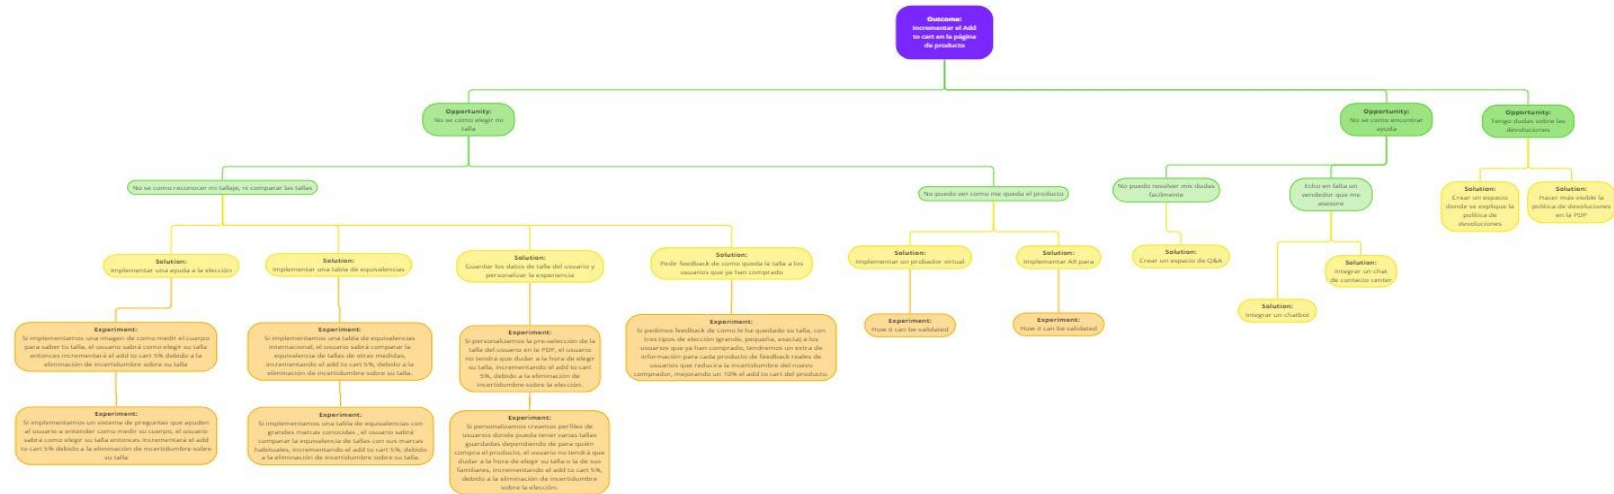 Outcome:
Incrementar el Add
to cart en la página
de producto
Opportunity:
No se como elegir mi
talla
Opportunity:
No se como encontrar
ayuda
Opportunity:
Tengo dudas sobre las
devoluciones
No se como reconocer mi tallaje, ni comparar las tallas
No puedo ver como me queda el producto
No puedo resolver mis dudas
facilmente
Echo en falta un
vendedor que me
asesore
Solution:
Crear un espacio
donde se explique la
política de
devoluciones
Solution:
Hacer más visible la
política de devoluciones
en la PDP
Solution:
Implementar una ayuda a la elección
Solution:
Implementar una tabla de equivalencias
Solution:
Guardar los datos de talla del usuario y
personalizar la experiencia
Solution:
Pedir feedback de como queda la talla a los
usuarios que ya han comprado
Solution:
Implementar un probador virtual
Solution:
Implementar AR para
Solution:
Crear un espacio de Q&A
Solution:
Integrar un chat
de contacto center
Solution:
Integrar un chatbot
Experiment:
Si implementamos una imagen de como medir el cuerpo
para saber tu talla, el usuario sabrá como elegir su talla
entonces incrementará el add to cart 5% debido a la
eliminación de incertidumbre sobre su talla
Experiment:
Si implementamos una tabla de equivalencia
internacional, el usuario sabrá comparar la
equivalencia de tallas de otras medidas,
incrementando el add to cart 5%, debido a la
eliminación de incertidumbre sobre su talla.
Experiment:
Si personalizamos la pre-selección de la
talla del usuario en la PDP, el usuario
no tendrá que dudar a la hora de elegir
su talla, incrementando el add to cart
5%, debido a la eliminación de
incertidumbre sobre la elección.
Experiment:
Si pedimos feedback de como le ha quedado su talla, con
tres tipos de elección (grande, pequeña, exacta) a los
usuarios que ya han comprado, tendremos un extra de
información para cada producto de feedback reales de
usuarios que reducira la incertidumbre del nuevo
comprador, mejorando un 10% el add to cart del producto.
Experiment:
How it can be validated
Experiment:
How it can be validated
Experiment:
Si implementamos un sistema de preguntas que ayuden
al usuario a entender como medir su cuerpo, el usuario
sabrá como elegir su talla entonces incrementará el add
to cart 5% debido a la eliminación de incertidumbre sobre
su talla
Experiment:
Si implementamos una tabla de equivalencias con
grandes marcas conocidas , el usuario sabrá
comparar la equivalencia de tallas con sus marcas
habituales, incrementando el add to cart 5%, debido
a la eliminación de incertidumbre sobre su talla.
Experiment:
Si personalizamos creamos perfiles de
usuarios donde pueda tener varias tallas
guardadas dependiendo de para quién
compra el producto, el usuario no tendrá que
dudar a la hora de elegir su talla o la de sus
familiares, incrementando el add to cart 5%,
debido a la eliminación de incertidumbre
sobre la elección.